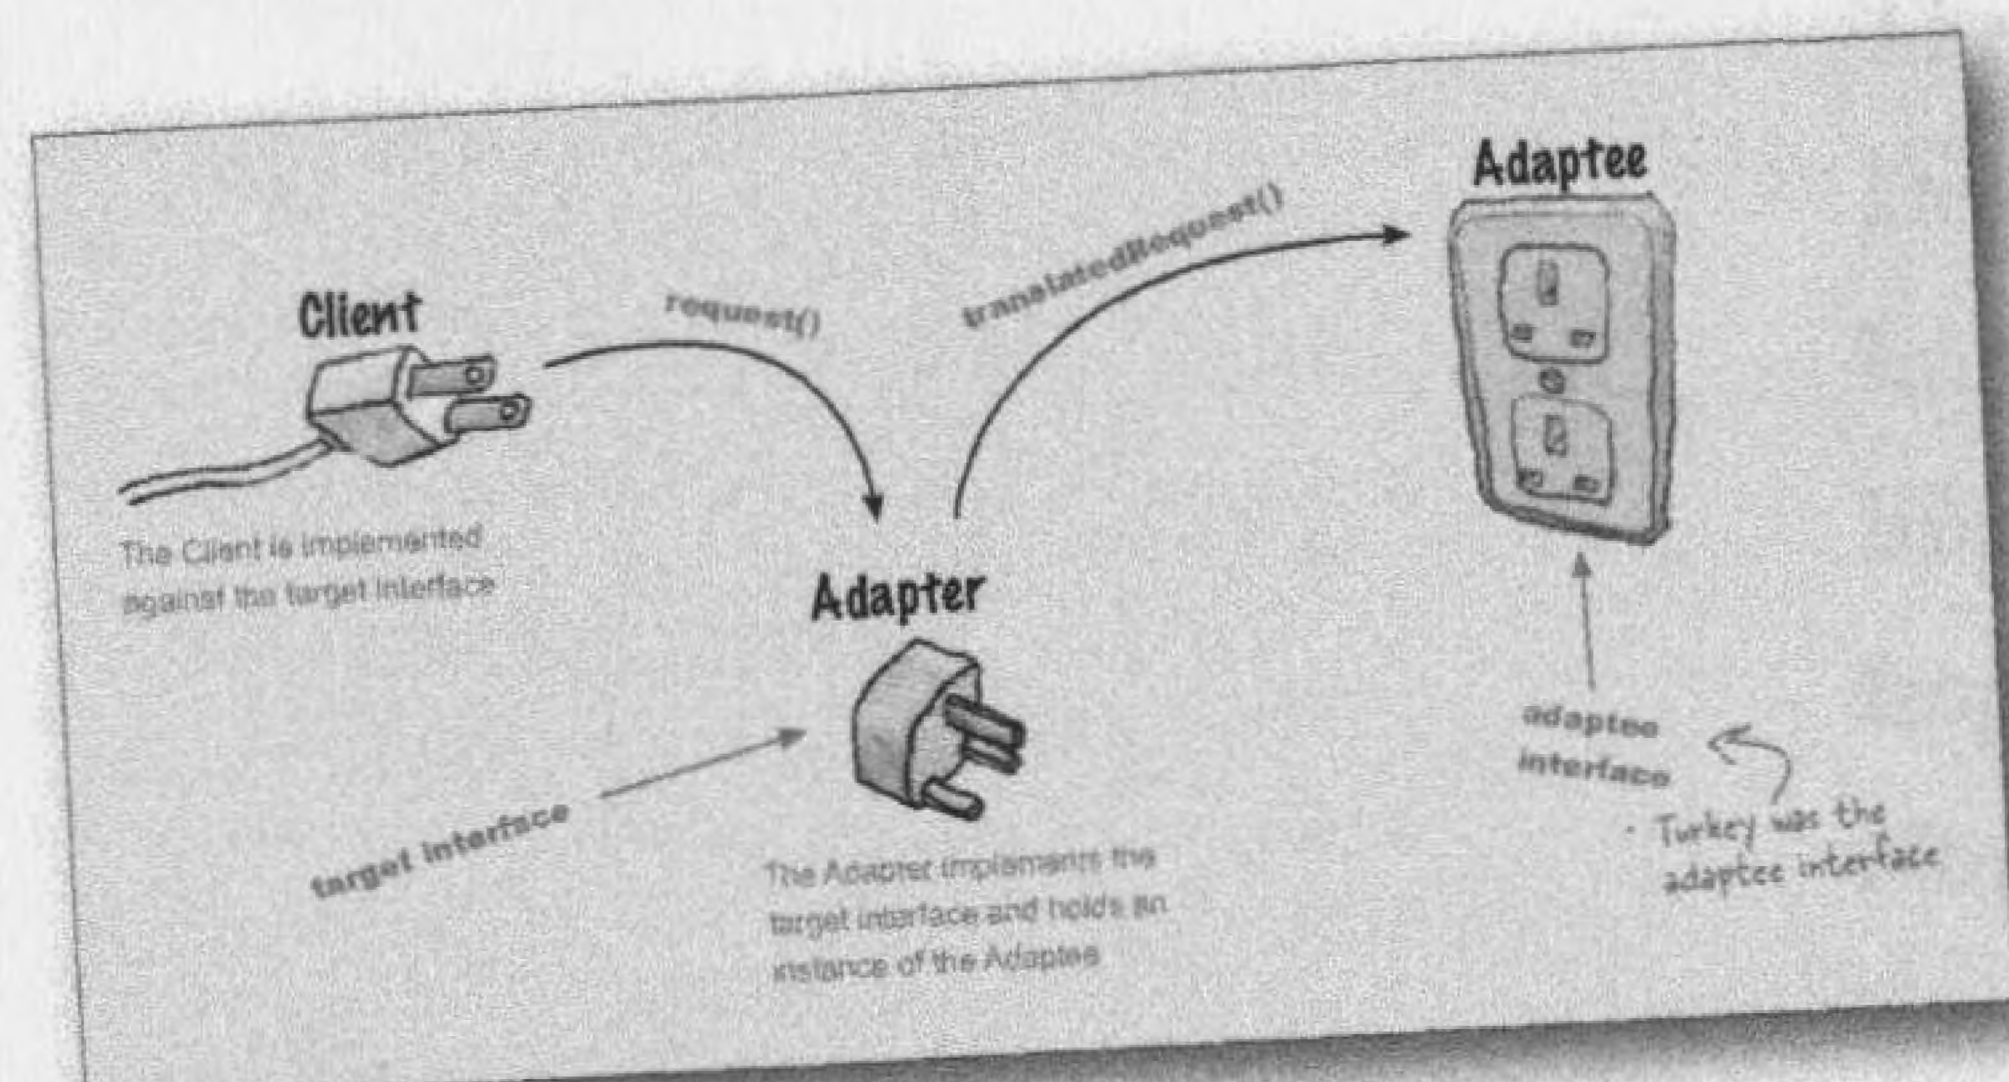 Adaptee
translatedRequest()
Client
request()
The Client is implemented
against the target interface
Adapter
adaptee
interface
target interface
Turkey was the
adaptee interface
The Adapter implements the
target interface and holds an
instance of the Adaptee